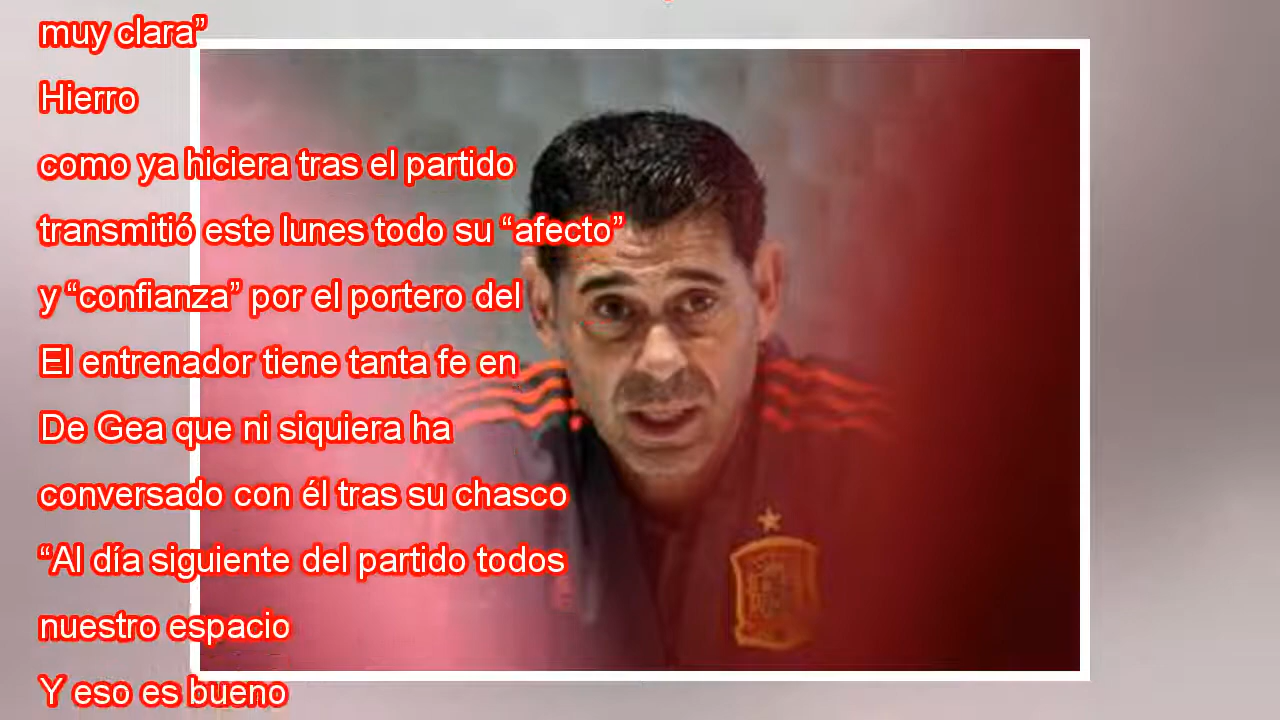 muy clara”
Hierro
como ya hiciera tras el partido
transmitió este lunes todo su “afecto”
y “confianza” por el portero del
El entrenador tiene tanta fe en
De Gea que ni siquiera ha
conversado con él tras su chasco
“Al día siguiente del partido todos
nuestro espacio
Y eso es bueno